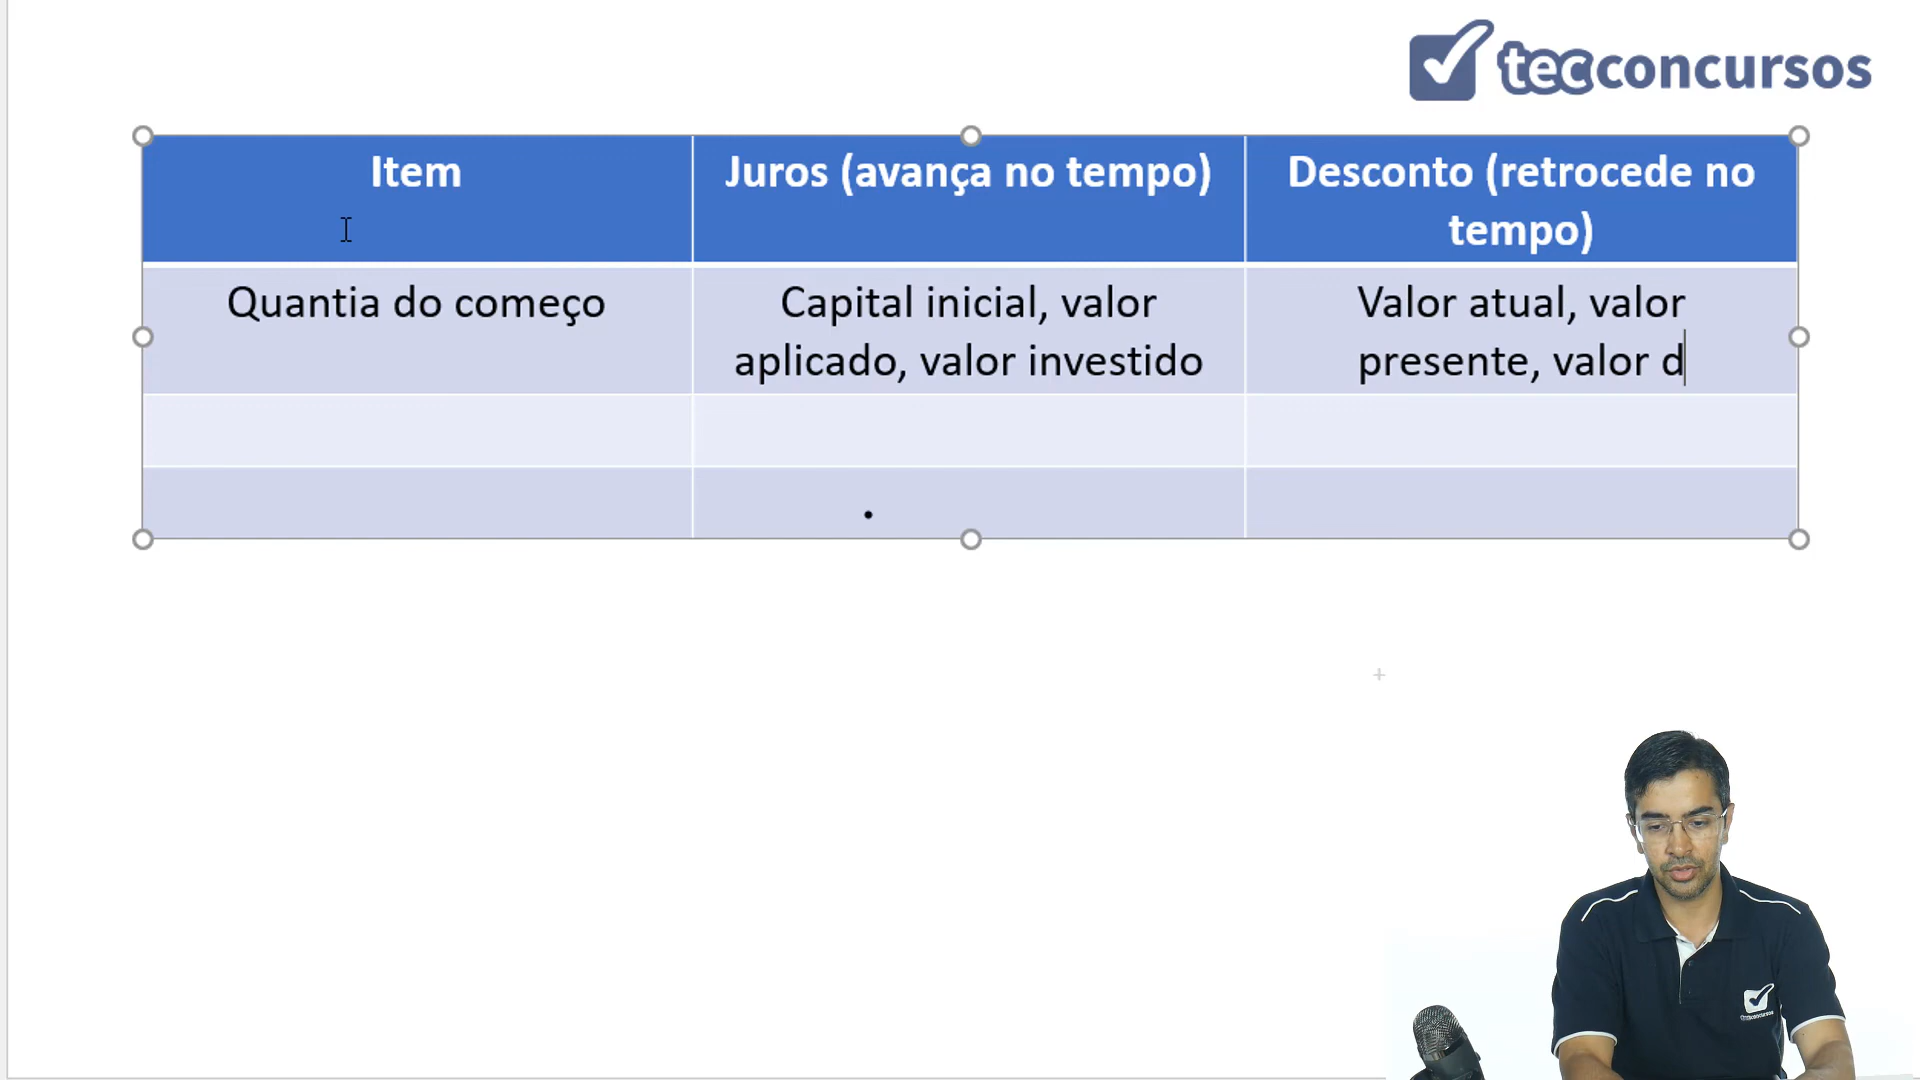 tecconcursos
Item
Juros (avança no tempo)
Desconto (retrocede no
tempo)
Quantia do começo
Capital inicial, valor
aplicado, valor investido
Valor atual, valor
presente, valor d